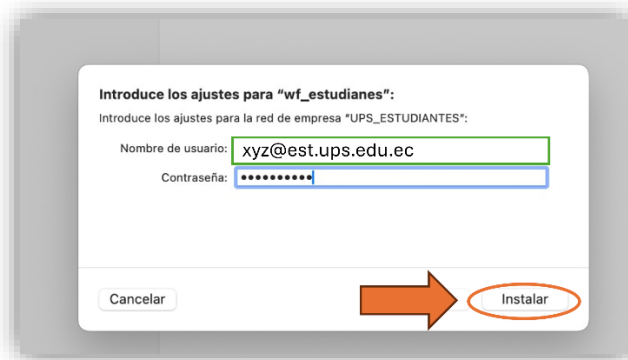 Introduce los ajustes para “wf_estudianes”:
Introduce los ajustes para la red de empresa “UPS_ESTUDIANTES”:
Nombre de usuario: xyz@est.ups.edu.ec
Contraseña: ••••••••••
Cancelar
Instalar